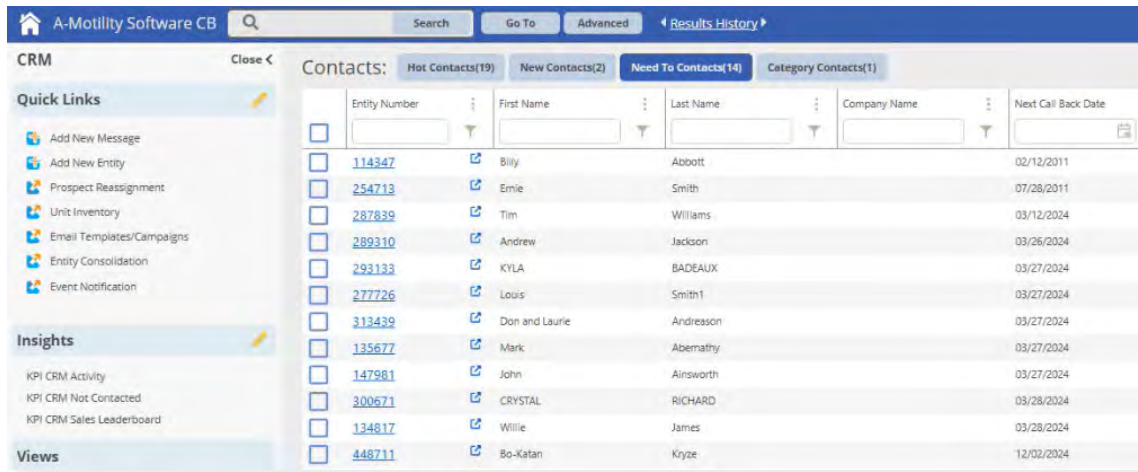 A-Motility Software CB
Search
Go To
Advanced
Results History
CRM
Close <
Quick Links
Add New Message
Add New Entity
Prospect Reassignment
Unit Inventory
Email Templates/Campaigns
Entity Consolidation
Event Notification
Insights
KPI CRM Activity
KPI CRM Not Contacted
KPI CRM Sales Leaderboard
Views
Contacts: Hot Contacts(19) New Contacts(2) Need To Contacts(14) Category Contacts(1)
Entity Number First Name Last Name Company Name Next Call Back Date
114347 Billy Abbott 02/12/2011
254713 Ernie Smith 07/28/2011
287839 Tim Williams 03/12/2024
289310 Andrew Jackson 03/26/2024
293133 KYLA BADEAUX 03/27/2024
277726 Louis Smith1 03/27/2024
313439 Don and Laurie Andreason 03/27/2024
135677 Mark Abernathy 03/27/2024
147981 John Ainsworth 03/27/2024
300671 CRYSTAL RICHARD 03/28/2024
134817 Willie James 03/28/2024
448711 Bo-Katan Kryze 12/02/2024